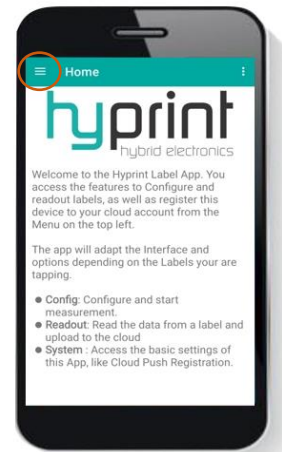 Home
hyprint
hybrid electronics
Welcome to the Hyprint Label App. You
access the features to Configure and
readout labels, as well as register this
device to your cloud account from the
Menu on the top left.
The app will adapt the Interface and
options depending on the Labels your are
tapping.
● Config: Configure and start
measurement.
● Readout: Read the data from a label and
upload to the cloud
● System : Access the basic settings of
this App, like Cloud Push Registration.